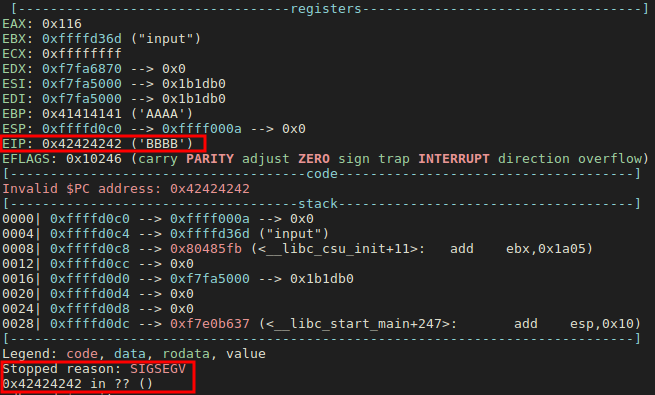 [----------------------------------registers-----------------------------------]
EAX: 0x116
EBX: 0xffffd36d ("input")
ECX: 0xffffffff
EDX: 0xf7fa6870 --> 0x0
ESI: 0xf7fa5000 --> 0x1b1db0
EDI: 0xf7fa5000 --> 0x1b1db0
EBP: 0x41414141 ('AAAA')
ESP: 0xffffd0c0 --> 0xffff000a --> 0x0
EIP: 0x42424242 ('BBBB')
EFLAGS: 0x10246 (carry PARITY adjust ZERO sign trap INTERRUPT direction overflow)
[-------------------------------------code-------------------------------------]
Invalid $PC address: 0x42424242
[------------------------------------stack-------------------------------------]
0000| 0xffffd0c0 --> 0xffff000a --> 0x0
0004| 0xffffd0c4 --> 0xffffd36d ("input")
0008| 0xffffd0c8 --> 0x80485fb (<__libc_csu_init+11>: add ebx,0x1a05)
0012| 0xffffd0cc --> 0x0
0016| 0xffffd0d0 --> 0xf7fa5000 --> 0x1b1db0
0020| 0xffffd0d4 --> 0x0
0024| 0xffffd0d8 --> 0x0
0028| 0xffffd0dc --> 0xf7e0b637 (<__libc_start_main+247>: add esp,0x10)
[------------------------------------------------------------------------------]
Legend: code, data, rodata, value
Stopped reason: SIGSEGV
0x42424242 in ?? ()